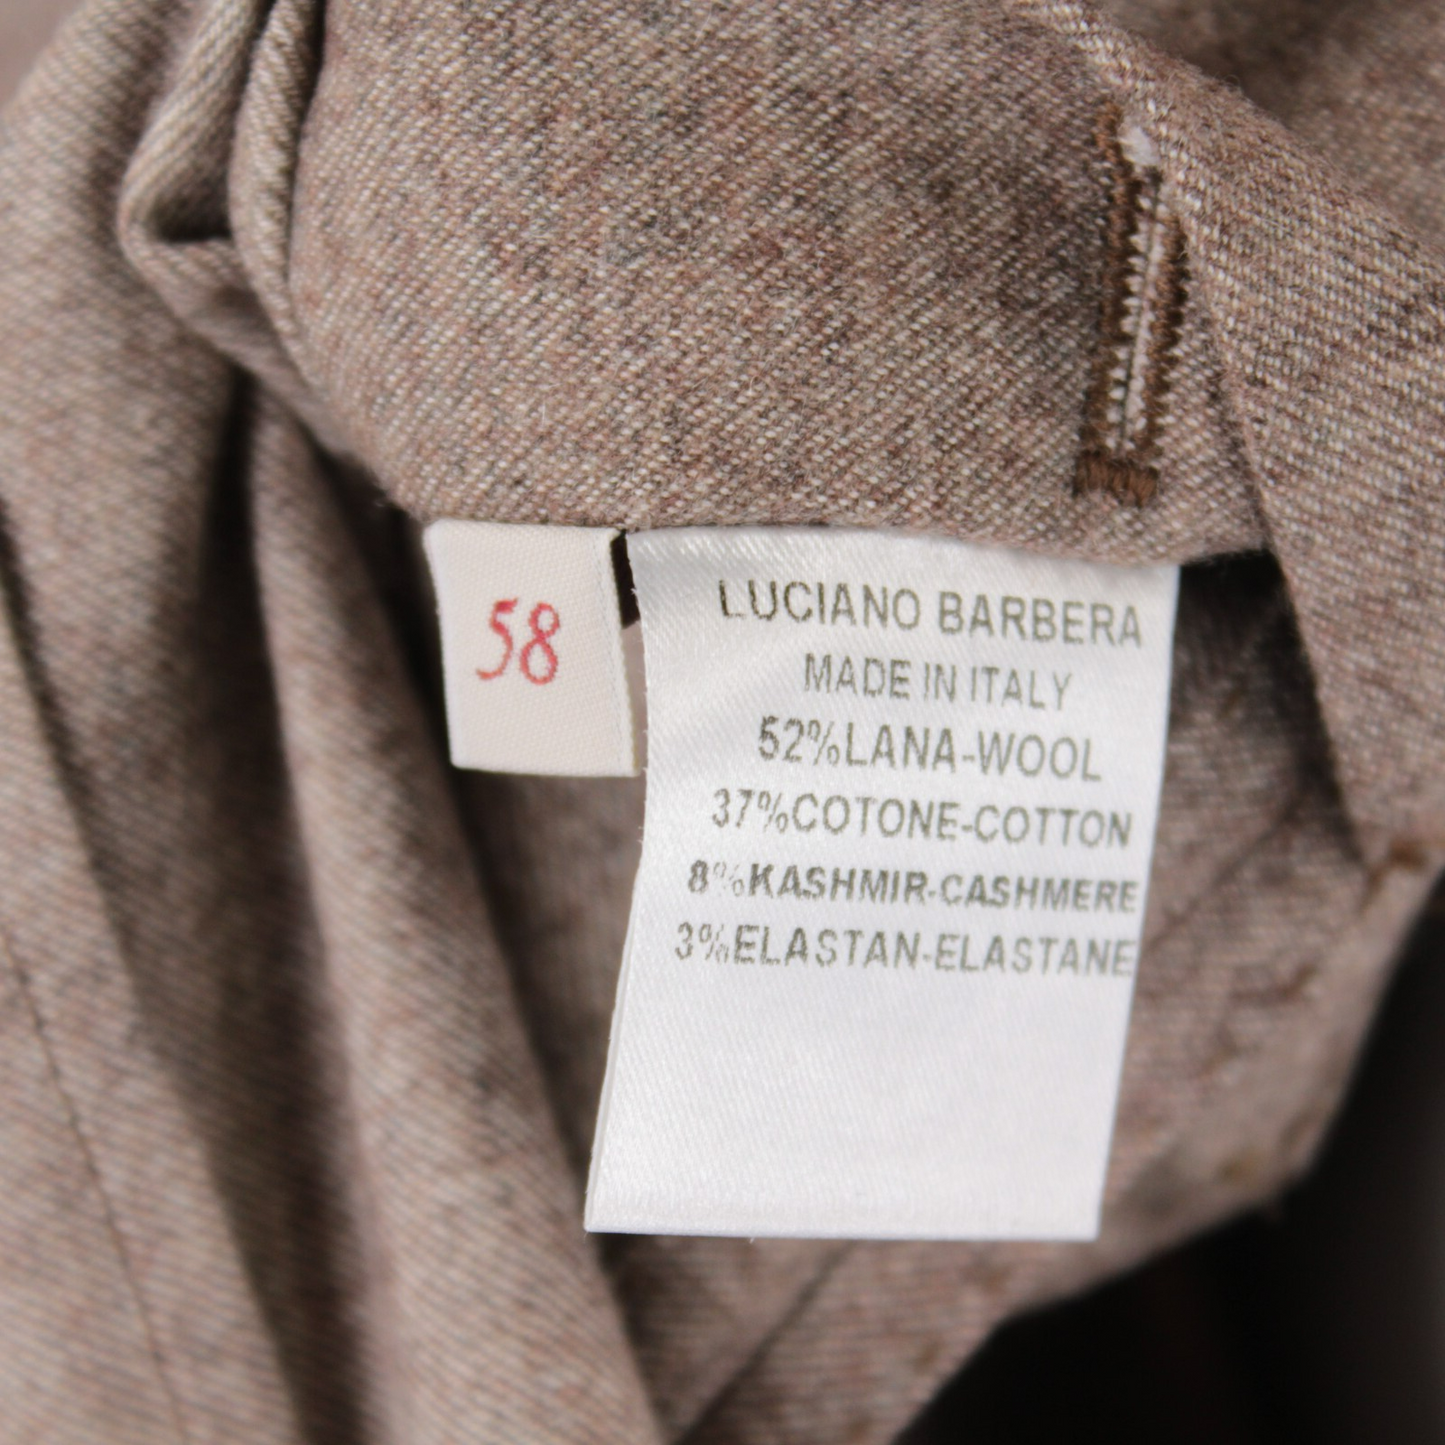 58
LUCIANO BARBERA
MADE IN ITALY
52%LANA-WOOL
37%COTONE-COTTON
8%KASHMIR-CASHMERE
3%ELASTAN-ELASTANE